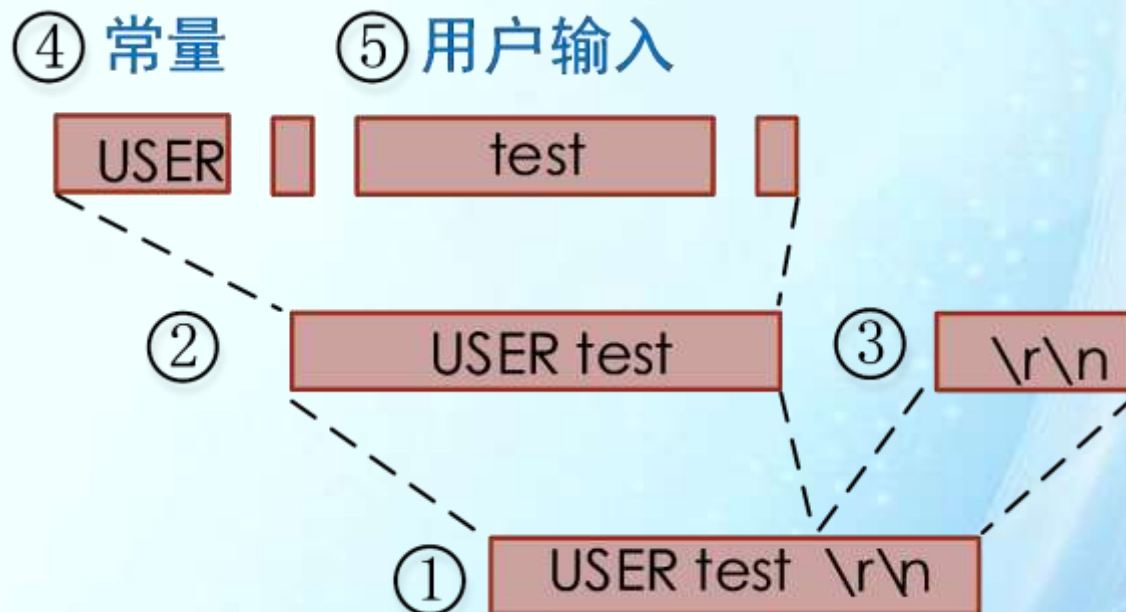 ④ 常量 ⑤ 用户输入
USER test
② USER test ③ \r\n
① USER test \r\n